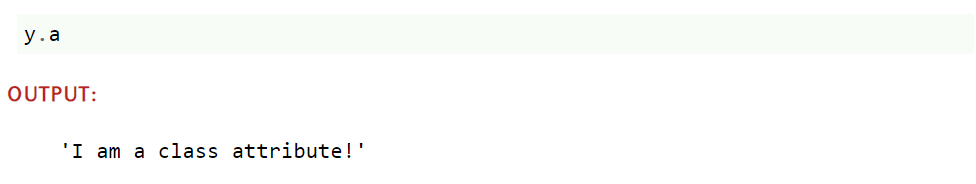 y.a
OUTPUT:
'I am a class attribute!'